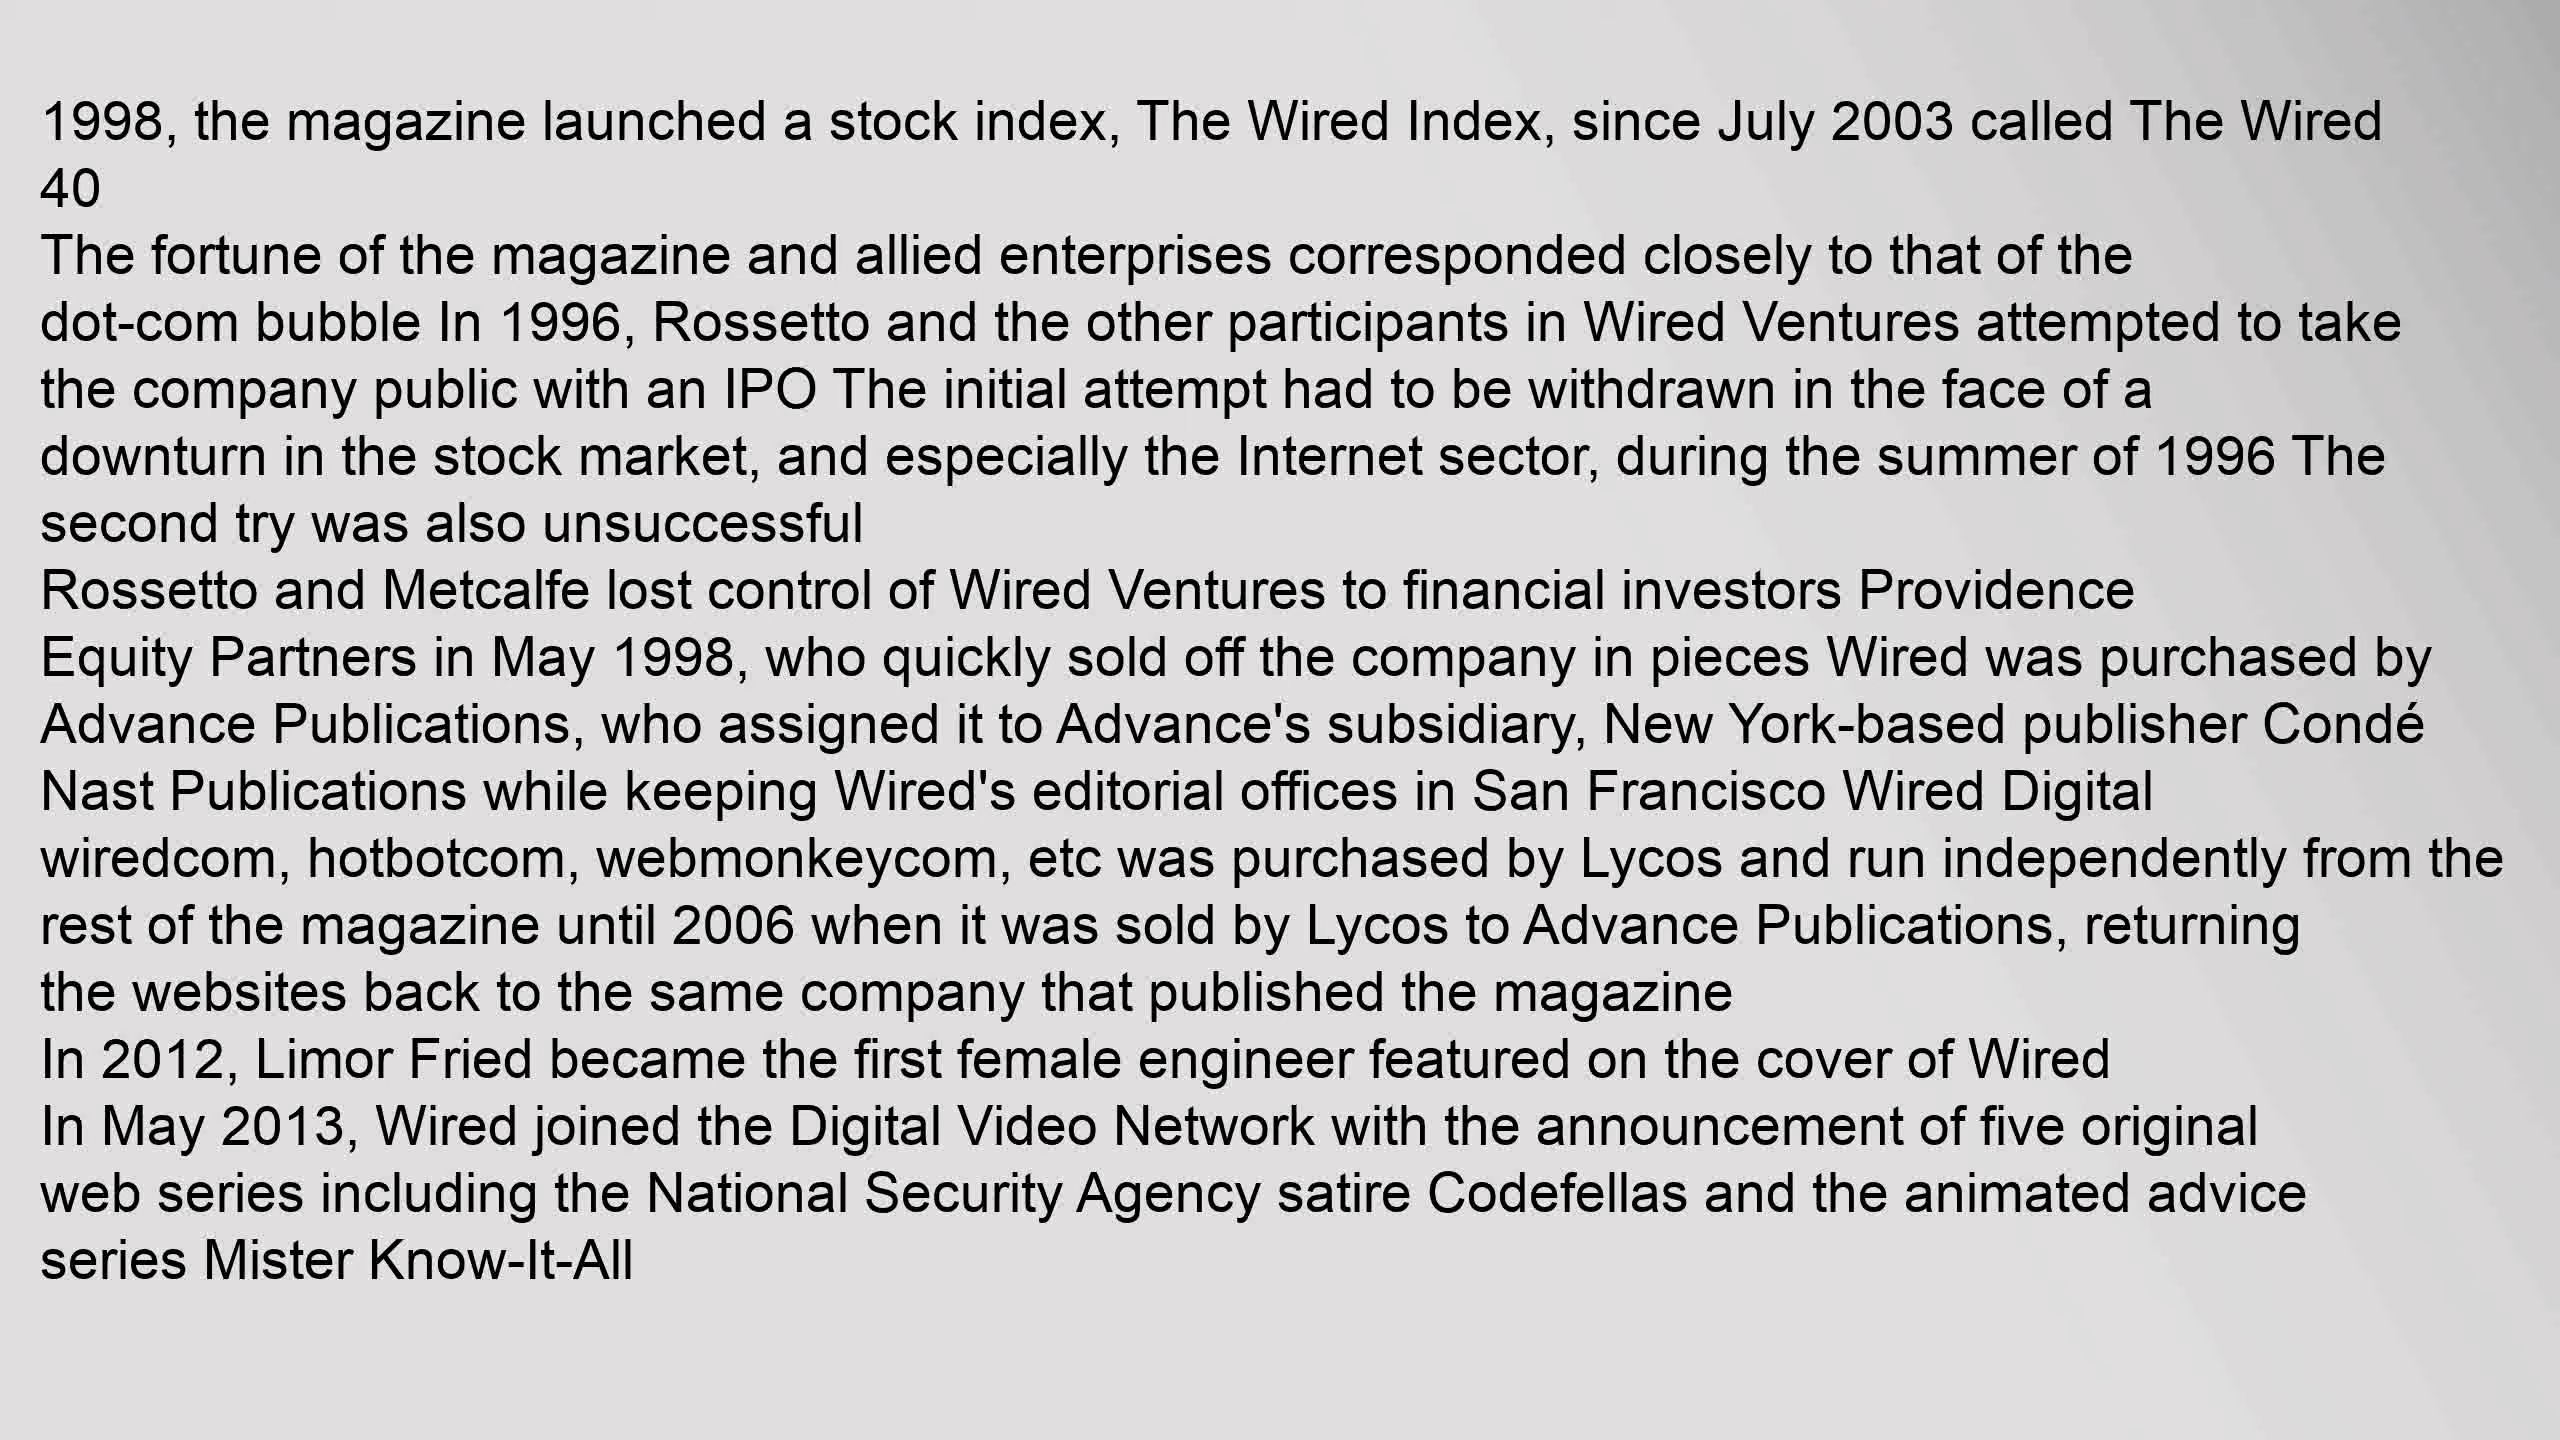 1998, the magazine launched a stock index, The Wired Index, since July 2003 called The Wired
40
The fortune of the magazine and allied enterprises corresponded closely to that of the
dot-com bubble In 1996, Rossetto and the other participants in Wired Ventures attempted to take
the company public with an IPO The initial attempt had to be withdrawn in the face of a
downturn in the stock market, and especially the Internet sector, during the summer of 1996 The
second try was also unsuccessful
Rossetto and Metcalfe lost control of Wired Ventures to financial investors Providence
Equity Partners in May 1998, who quickly sold off the company in pieces Wired was purchased by
Advance Publications, who assigned it to Advance's subsidiary, New York-based publisher Condé
Nast Publications while keeping Wired's editorial offices in San Francisco Wired Digital
wiredcom, hotbotcom, webmonkeycom, etc was purchased by Lycos and run independently from the
rest of the magazine until 2006 when it was sold by Lycos to Advance Publications, returning
the websites back to the same company that published the magazine
In 2012, Limor Fried became the first female engineer featured on the cover of Wired
In May 2013, Wired joined the Digital Video Network with the announcement of five original
web series including the National Security Agency satire Codefellas and the animated advice
series Mister Know-It-All